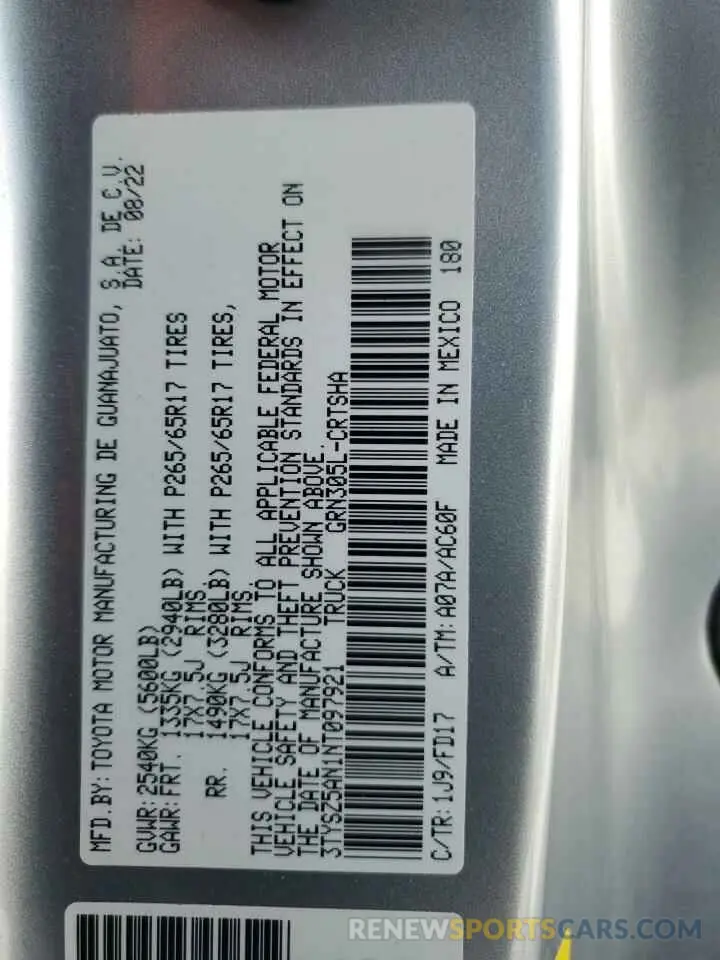 MFD.BY: TOYOTA MOTOR MANUFACTURING DE GUANAJUATO, S.A. DE C.V.
DATE: 08/22
GVWR: 2540KG (5600LB)
GAWR: FRT. 1335KG (2940LB) WITH P265/65R17 TIRES
17X7.5J RIMS,
RR. 1490KG (3280LB) WITH P265/65R17 TIRES,
17X7.5J RIMS.
THIS VEHICLE CONFORMS TO ALL APPLICABLE FEDERAL MOTOR
VEHICLE SAFETY AND THEFT PREVENTION STANDARDS IN EFFECT ON
THE DATE OF MANUFACTURE SHOWN ABOVE.
3TYSZ5AN1NT097921 TRUCK GRN305L-CRTSHA
C/TR: 1J9/FD17 A/TM: A07A/AC60F MADE IN MEXICO 180
RENEWSPORTSCARS.COM